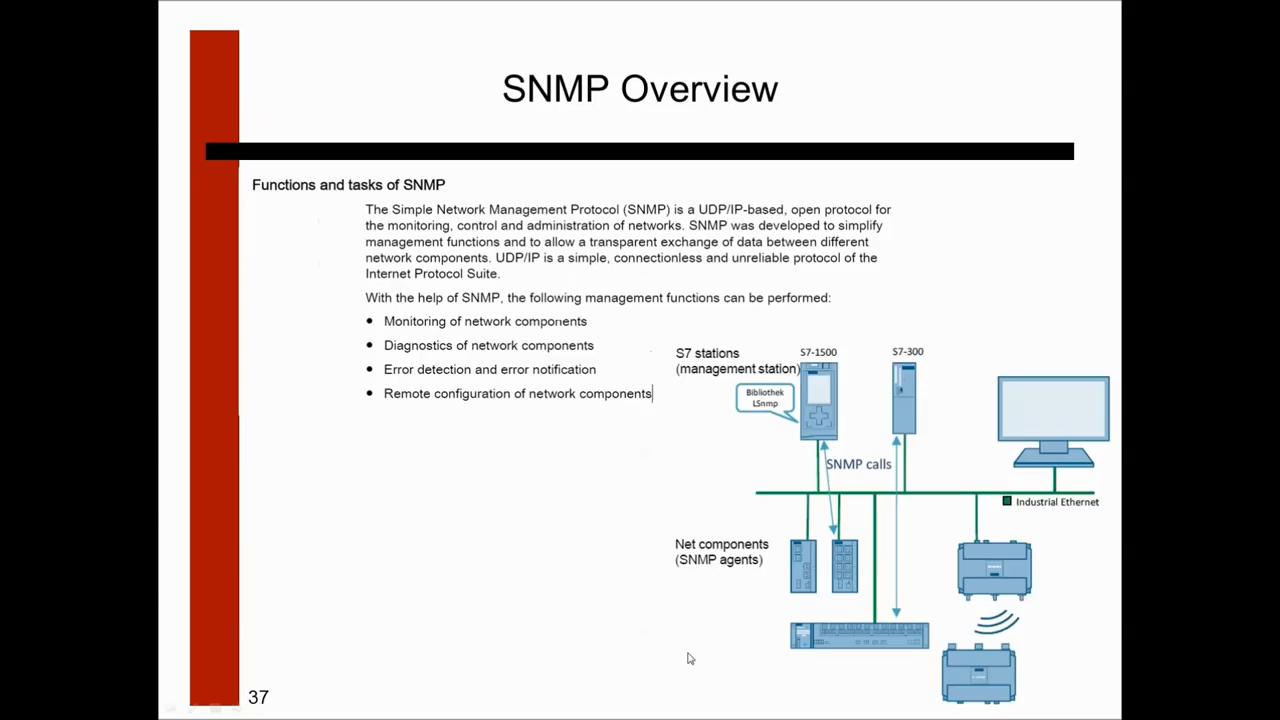 SNMP Overview
Functions and tasks of SNMP
The Simple Network Management Protocol (SNMP) is a UDP/IP-based, open protocol for
the monitoring, control and administration of networks. SNMP was developed to simplify
management functions and to allow a transparent exchange of data between different
network components. UDP/IP is a simple, connectionless and unreliable protocol of the
Internet Protocol Suite.
With the help of SNMP, the following management functions can be performed:
• Monitoring of network components
• Diagnostics of network components
• Error detection and error notification
• Remote configuration of network components
S7 stations
(management station)
S7-1500
S7-300
Bibliothek
LSnmp
SNMP calls
Industrial Ethernet
Net components
(SNMP agents)
37